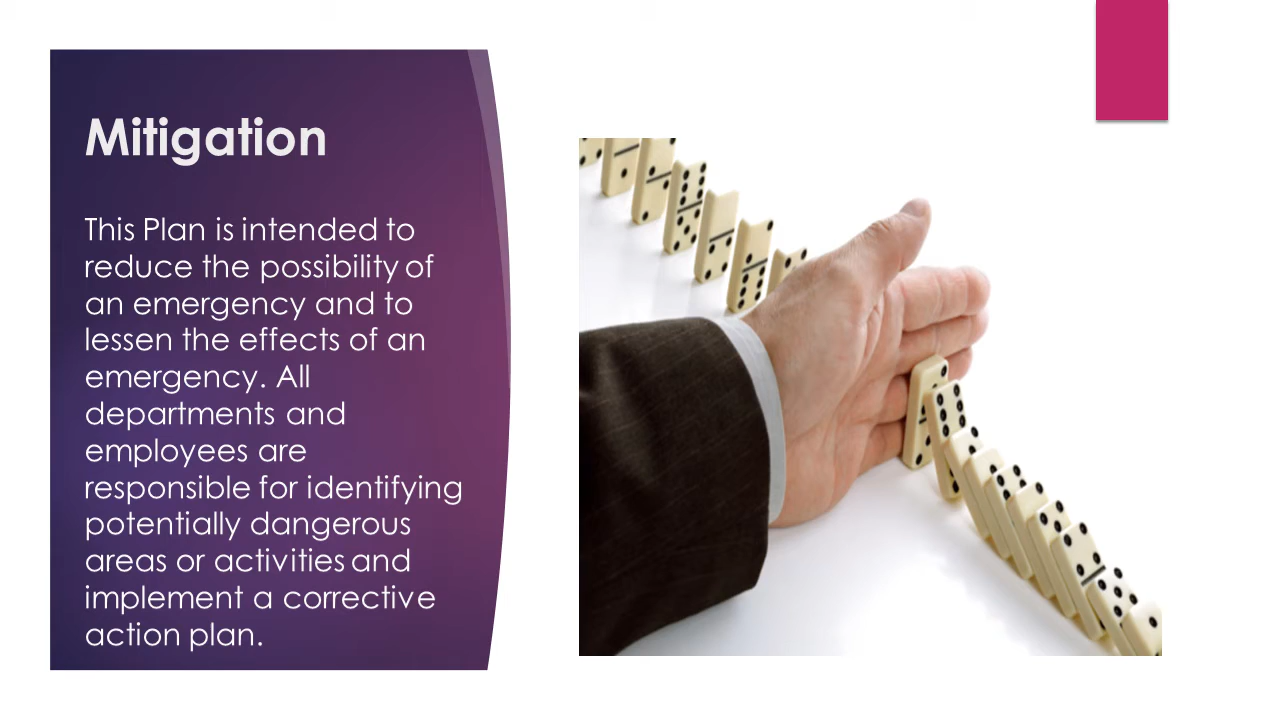 Mitigation
This Plan is intended to
reduce the possibility of
an emergency and to
lessen the effects of an
emergency. All
departments and
employees are
responsible for identifying
potentially dangerous
areas or activities and
implement a corrective
action plan.